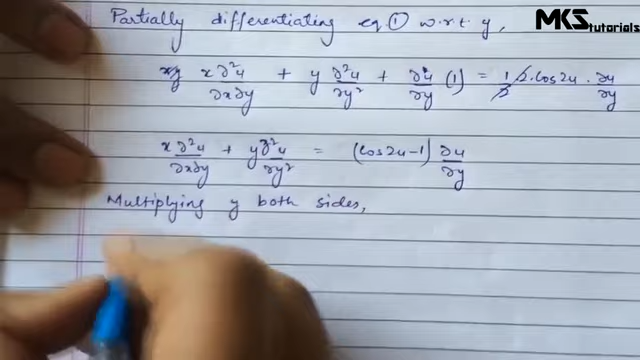 MKS tutorials
Partially differentiating eq ① w.r.t y,
x ∂²u/∂x∂y + y ∂²u/∂y² + ∂u/∂y (1) = 1/2 · 2 · cos2u · ∂u/∂y
x ∂²u/∂x∂y + y ∂²u/∂y² = (cos2u-1) ∂u/∂y
Multiplying y both sides,